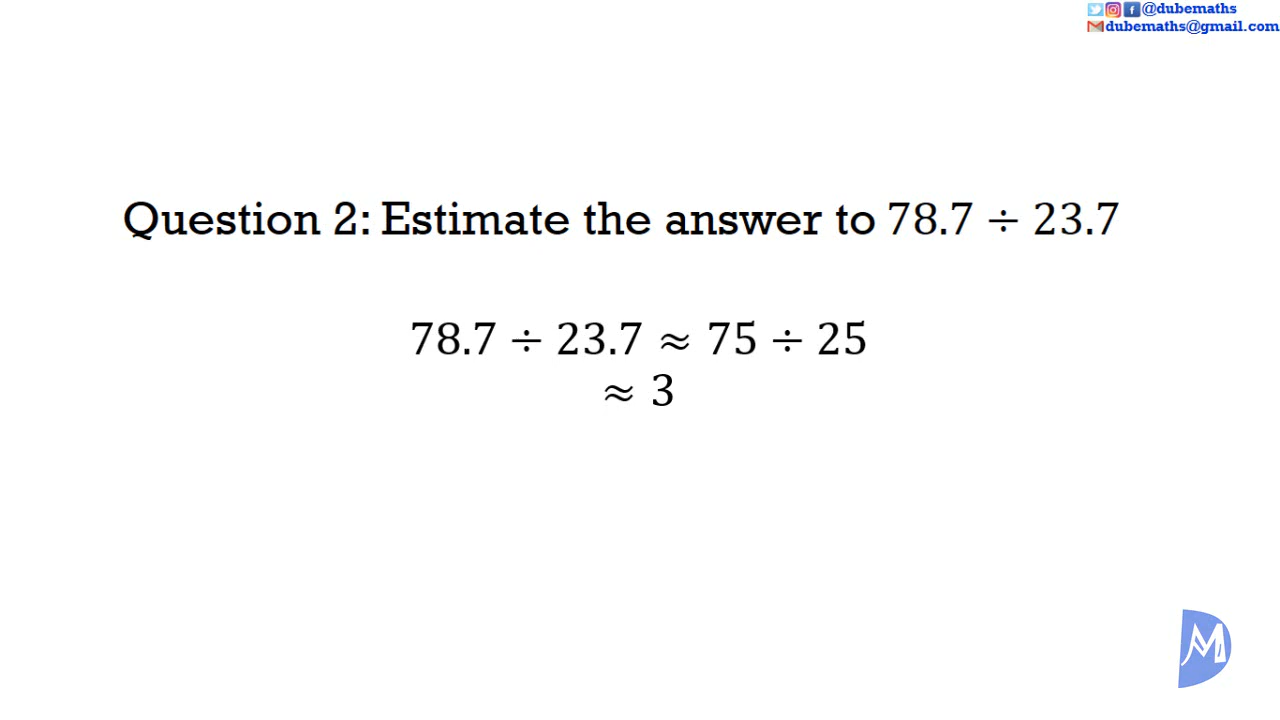 @dubemaths
dubemaths@gmail.com
Question 2: Estimate the answer to 78.7 ÷ 23.7
78.7 ÷ 23.7 ≈ 75 ÷ 25
≈ 3
M